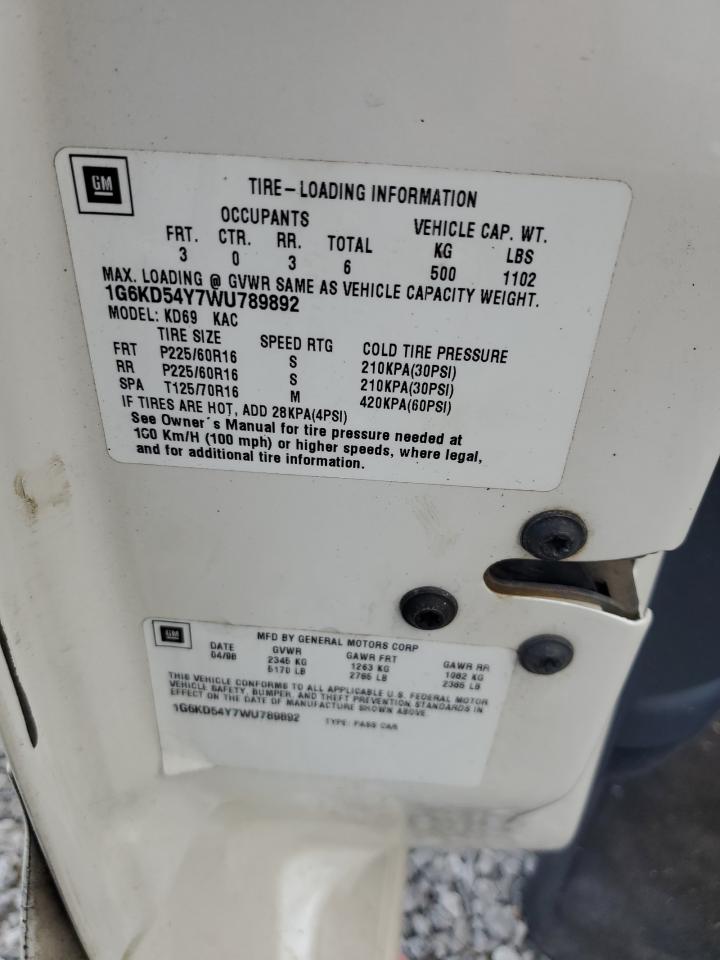 GM
TIRE-LOADING INFORMATION
OCCUPANTS VEHICLE CAP. WT.
FRT. CTR. RR. TOTAL KG LBS
3 0 3 6 500 1102
MAX. LOADING @ GVWR SAME AS VEHICLE CAPACITY WEIGHT.
1G6KD54Y7WU789892
MODEL: KD69 KAC
TIRE SIZE SPEED RTG COLD TIRE PRESSURE
FRT P225/60R16 S 210KPA(30PSI)
RR P225/60R16 S 210KPA(30PSI)
SPA T125/70R16 M 420KPA(60PSI)
IF TIRES ARE HOT, ADD 28KPA(4PSI)
See Owner's Manual for tire pressure needed at
160 Km/H (100 mph) or higher speeds, where legal,
and for additional tire information.
GM
MFD BY GENERAL MOTORS CORP
DATE GVWR GAWR FRT GAWR RR
04/98 2345 KG 1263 KG 1082 KG
5170 LB 2785 LB 2385 LB
THIS VEHICLE CONFORMS TO ALL APPLICABLE U.S. FEDERAL MOTOR
VEHICLE SAFETY, BUMPER, AND THEFT PREVENTION STANDARDS IN
EFFECT ON THE DATE OF MANUFACTURE SHOWN ABOVE.
1G6KD54Y7WU789892 TYPE: PASS CAR